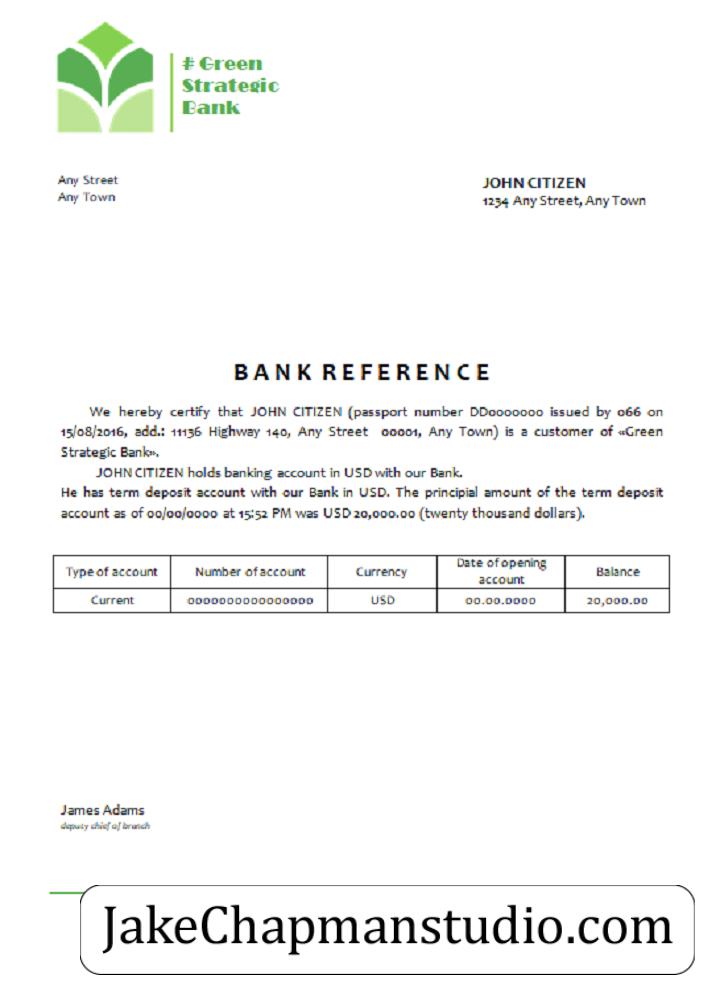 # Green
Strategic
Bank
Any Street
Any Town
JOHN CITIZEN
1234 Any Street, Any Town
BANK REFERENCE
We hereby certify that JOHN CITIZEN (passport number DD0000000 issued by 066 on
15/08/2016, add.: 11136 Highway 140, Any Street 00001, Any Town) is a customer of «Green
Strategic Bank».
JOHN CITIZEN holds banking account in USD with our Bank.
He has term deposit account with our Bank in USD. The principial amount of the term deposit
account as of 00/00/0000 at 15:52 PM was USD 20,000.00 (twenty thousand dollars).
Type of account Number of account Currency Date of opening account Balance
Current 0000000000000000 USD 00.00.0000 20,000.00
James Adams
deputy chief of branch
JakeChapmanstudio.com